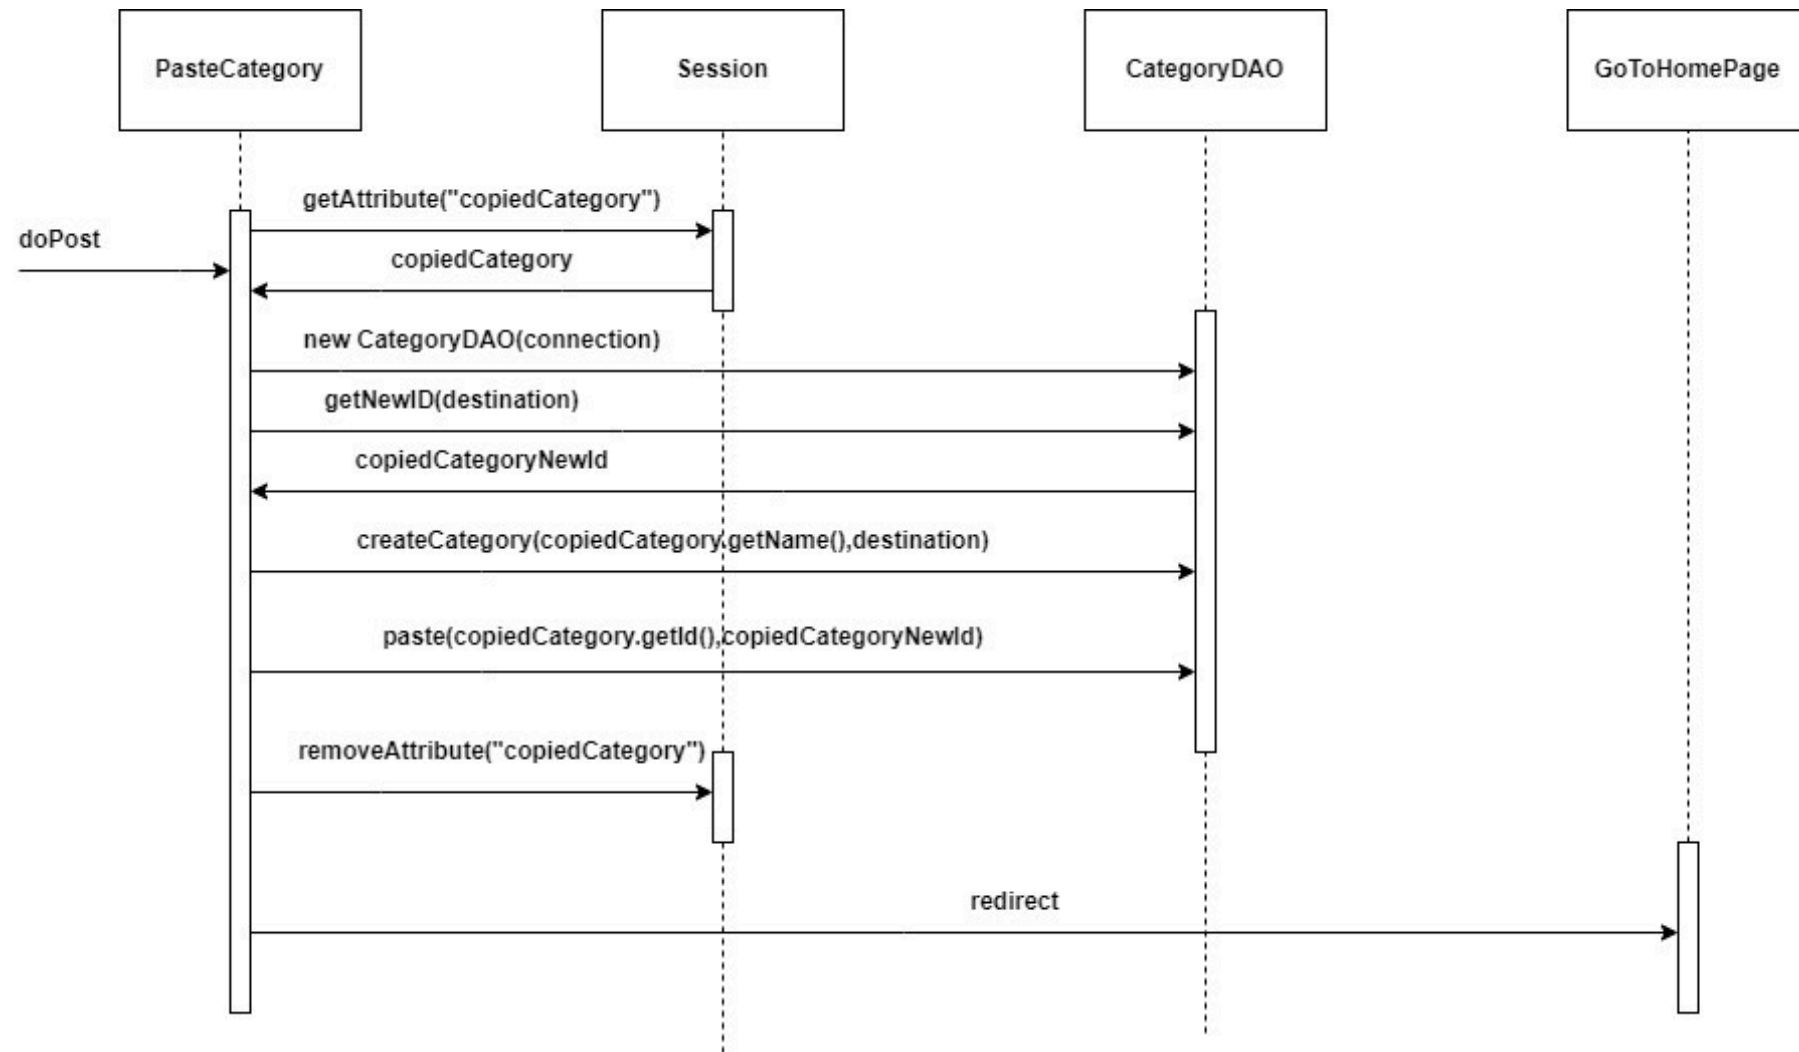 PasteCategory
Session
CategoryDAO
GoToHomePage
getAttribute("copiedCategory")
doPost
copiedCategory
new CategoryDAO(connection)
getNewID(destination)
copiedCategoryNewId
createCategory(copiedCategory.getName(),destination)
paste(copiedCategory.getId(),copiedCategoryNewId)
removeAttribute("copiedCategory")
redirect